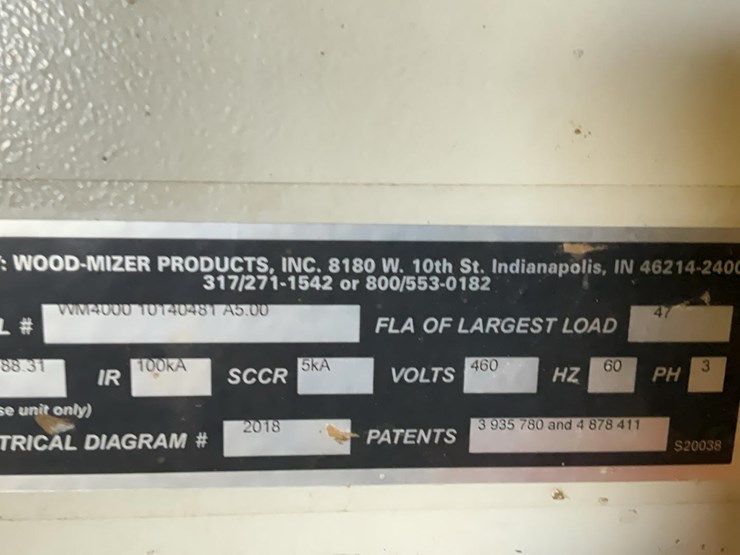 : WOOD-MIZER PRODUCTS, INC. 8180 W. 10th St. Indianapolis, IN 46214-2400
317/271-1542 or 800/553-0182
L # WM4000 10140481 A5.00 FLA OF LARGEST LOAD 47
88.31 IR 100kA SCCR 5kA VOLTS 460 HZ 60 PH 3
se unit only)
TRICAL DIAGRAM # 2018 PATENTS 3 935 780 and 4 878 411
S20038